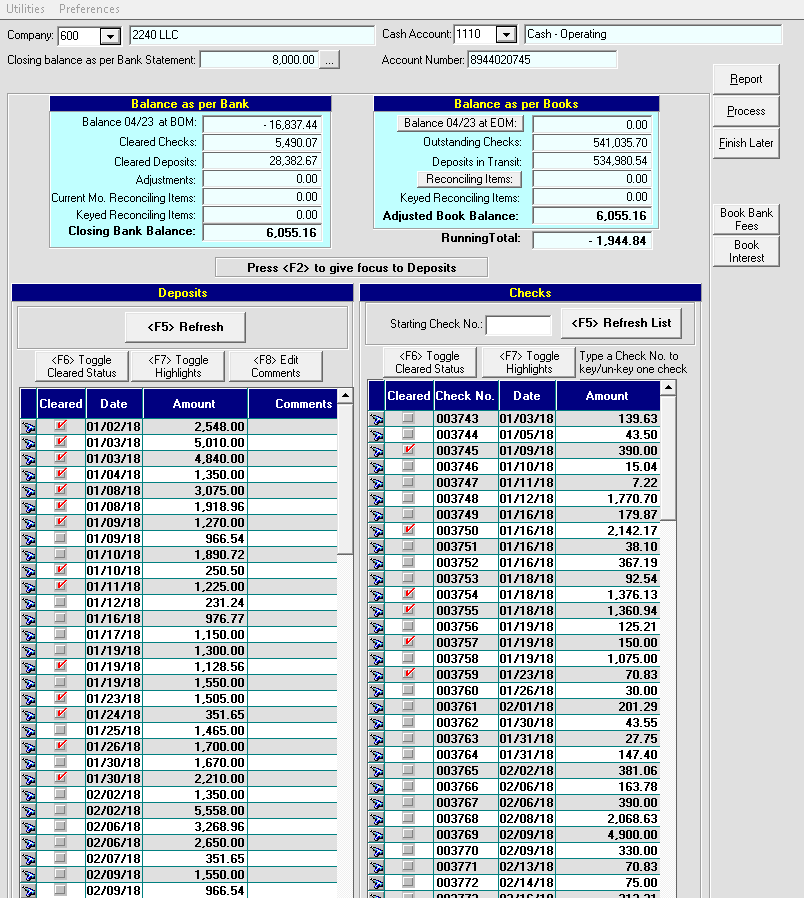 Utilities Preferences
Company: 600 2240 LLC Cash Account: 1110 Cash - Operating
Closing balance as per Bank Statement: 8,000.00 ... Account Number: 8944020745
Report
Process
Finish Later
Book Bank Fees
Book Interest
Balance as per Bank
Balance 04/23 at BOM: - 16,837.44
Cleared Checks: 5,490.07
Cleared Deposits: 28,382.67
Adjustments: 0.00
Current Mo. Reconciling Items: 0.00
Keyed Reconciling Items: 0.00
Closing Bank Balance: 6,055.16
Balance as per Books
Balance 04/23 at EOM: 0.00
Outstanding Checks: 541,035.70
Deposits in Transit: 534,980.54
Reconciling Items: 0.00
Keyed Reconciling Items: 0.00
Adjusted Book Balance: 6,055.16
RunningTotal: - 1,944.84
Press <F2> to give focus to Deposits
Deposits
<F5> Refresh
<F6> Toggle Cleared Status
<F7> Toggle Highlights
<F8> Edit Comments
Cleared Date Amount Comments
01/02/18 2,548.00
01/03/18 5,010.00
01/03/18 4,840.00
01/04/18 1,350.00
01/08/18 3,075.00
01/08/18 1,918.96
01/09/18 1,270.00
01/09/18 966.54
01/10/18 1,890.72
01/10/18 250.50
01/11/18 1,225.00
01/12/18 231.24
01/16/18 976.77
01/17/18 1,150.00
01/19/18 1,300.00
01/19/18 1,128.56
01/19/18 1,550.00
01/23/18 1,505.00
01/24/18 351.65
01/25/18 1,465.00
01/26/18 1,700.00
01/30/18 1,670.00
01/30/18 2,210.00
02/02/18 1,350.00
02/02/18 5,558.00
02/06/18 3,268.96
02/06/18 2,650.00
02/07/18 351.65
02/09/18 1,550.00
02/09/18 966.54
Checks
Starting Check No.:
<F5> Refresh List
<F6> Toggle Cleared Status
<F7> Toggle Highlights
Type a Check No. to key/un-key one check
Cleared Check No. Date Amount
003743 01/03/18 139.63
003744 01/05/18 43.50
003745 01/09/18 390.00
003746 01/10/18 15.04
003747 01/11/18 7.22
003748 01/12/18 1,770.70
003749 01/16/18 179.87
003750 01/16/18 2,142.17
003751 01/16/18 38.10
003752 01/16/18 367.19
003753 01/18/18 92.54
003754 01/18/18 1,376.13
003755 01/18/18 1,360.94
003756 01/19/18 125.21
003757 01/19/18 150.00
003758 01/19/18 1,075.00
003759 01/23/18 70.83
003760 01/26/18 30.00
003761 02/01/18 201.29
003762 01/30/18 43.55
003763 01/31/18 27.75
003764 01/31/18 147.40
003765 02/02/18 381.06
003766 02/06/18 163.78
003767 02/06/18 390.00
003768 02/08/18 2,068.63
003769 02/09/18 4,900.00
003770 02/09/18 330.00
003771 02/13/18 70.83
003772 02/14/18 75.00